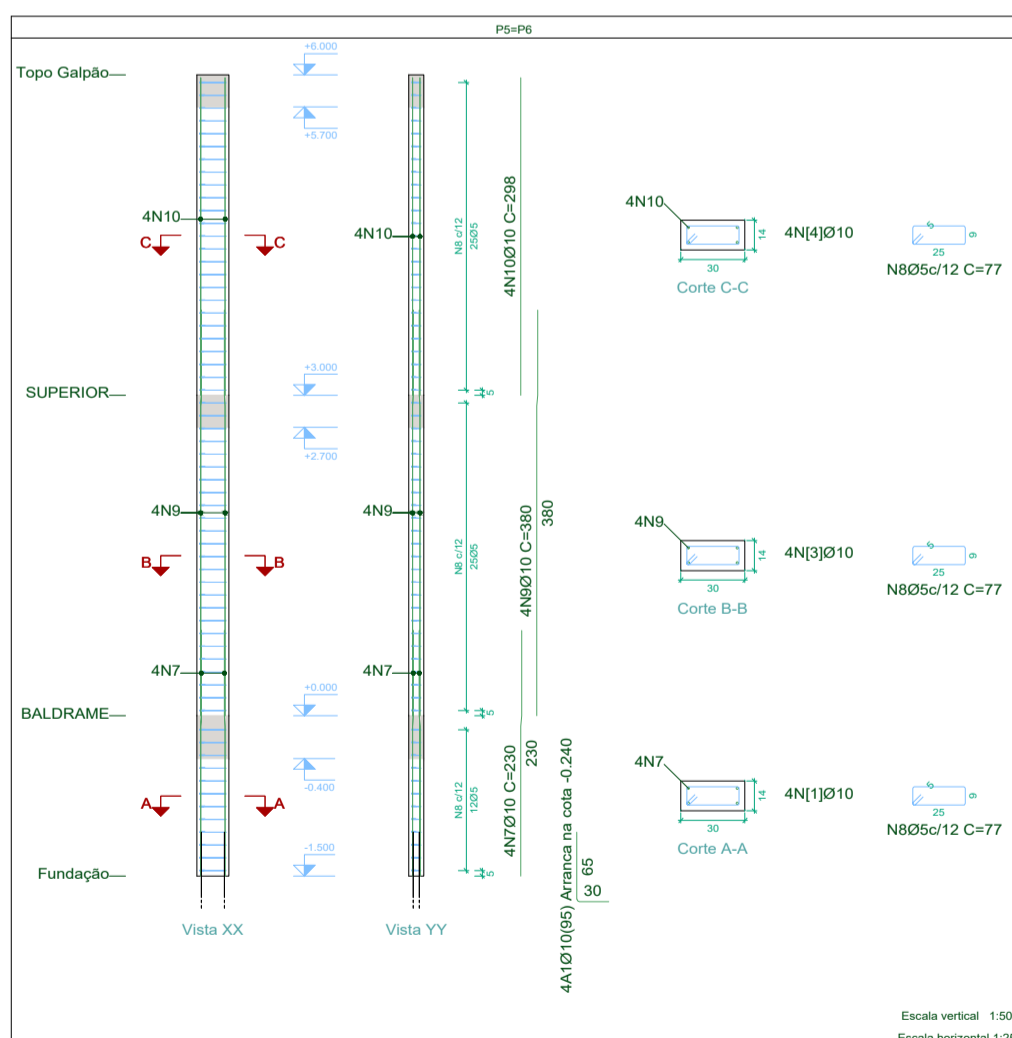 P5=P6
+6.000
Topo Galpão
+5.700
4N10
4N10
C
C
N8 c/12
25Ø5
4N10Ø10 C=298
4N10
14
30
Corte C-C
4N[4]Ø10
5
9
25
N8Ø5c/12 C=77
+3.000
SUPERIOR
5
+2.700
4N9
4N9
B
B
N8 c/12
25Ø5
4N9Ø10 C=380
380
4N9
14
30
Corte B-B
4N[3]Ø10
5
9
25
N8Ø5c/12 C=77
4N7
4N7
+0.000
BALDRAME
5
-0.400
A
A
N8 c/12
12Ø5
4N7Ø10 C=230
230
4A1Ø10(95) Arranca na cota -0.240
65
30
4N7
14
30
Corte A-A
4N[1]Ø10
5
9
25
N8Ø5c/12 C=77
-1.500
Fundação
5
Vista XX
Vista YY
Escala vertical 1:50
Escala horizontal